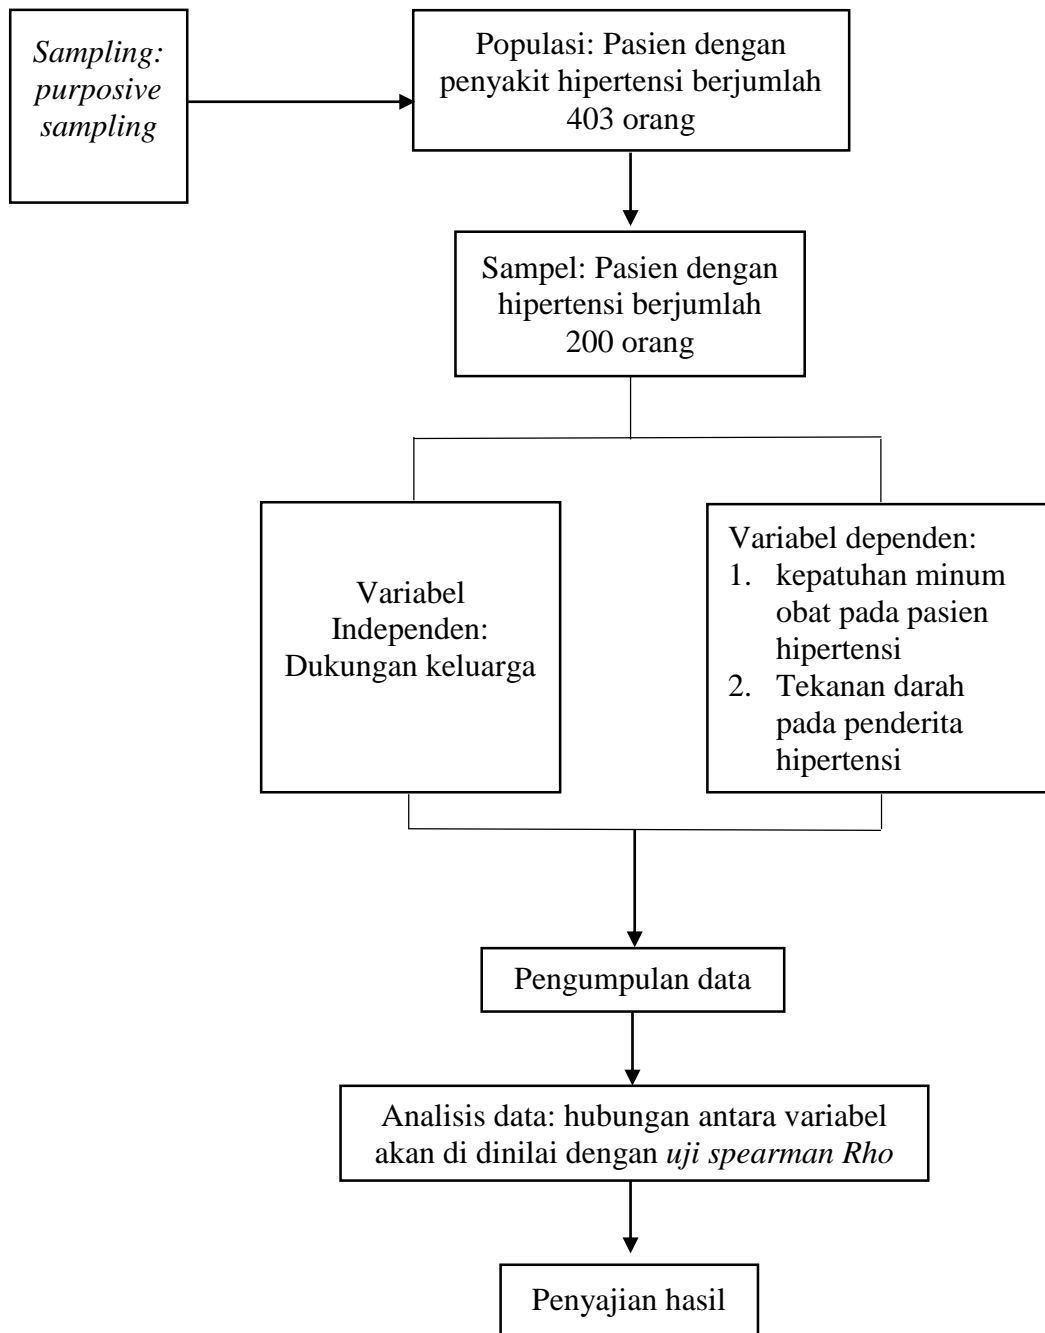 Sampling:
purposive
sampling
Populasi: Pasien dengan
penyakit hipertensi berjumlah
403 orang
Sampel: Pasien dengan
hipertensi berjumlah
200 orang
Variabel
Independen:
Dukungan keluarga
Variabel dependen:
1. kepatuhan minum
obat pada pasien
hipertensi
2. Tekanan darah
pada penderita
hipertensi
Pengumpulan data
Analisis data: hubungan antara variabel
akan di dinilai dengan uji spearman Rho
Penyajian hasil